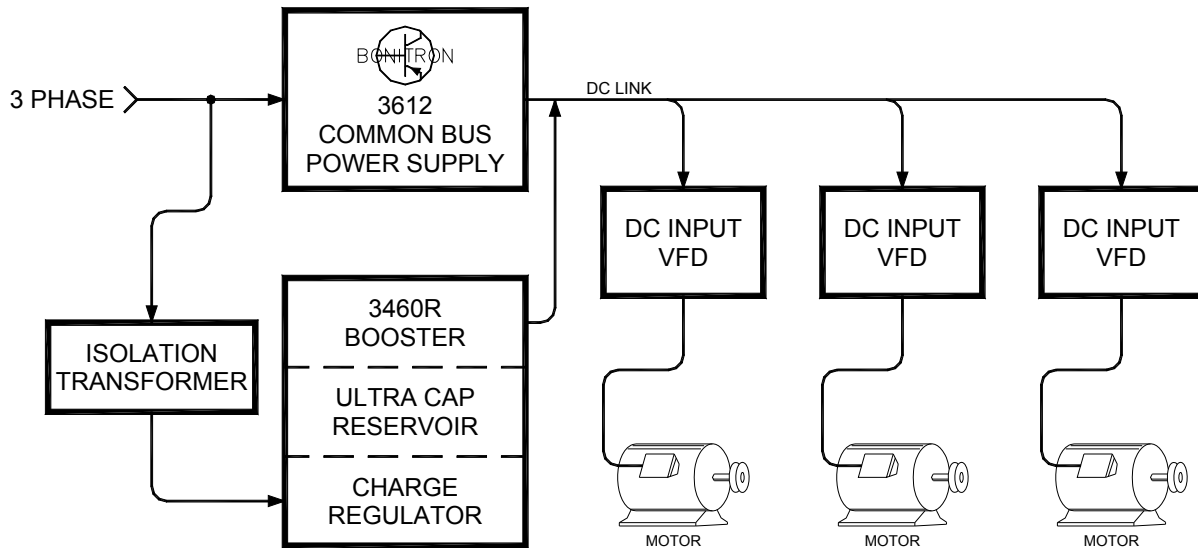 BONITRON
3 PHASE
3612
COMMON BUS
POWER SUPPLY
DC LINK
DC INPUT
VFD
DC INPUT
VFD
DC INPUT
VFD
ISOLATION
TRANSFORMER
3460R
BOOSTER
ULTRA CAP
RESERVOIR
CHARGE
REGULATOR
MOTOR
MOTOR
MOTOR